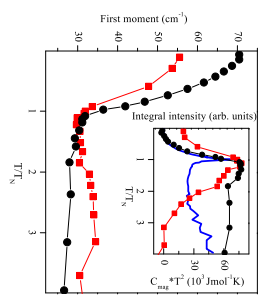 First moment (cm⁻¹)
30 40 50 60 70
1
2
3
T/T_N
Integral intensity (arb. units)
1
2
3
T/T_N
0 30 60
C_mag*T² (10³ Jmol⁻¹K)